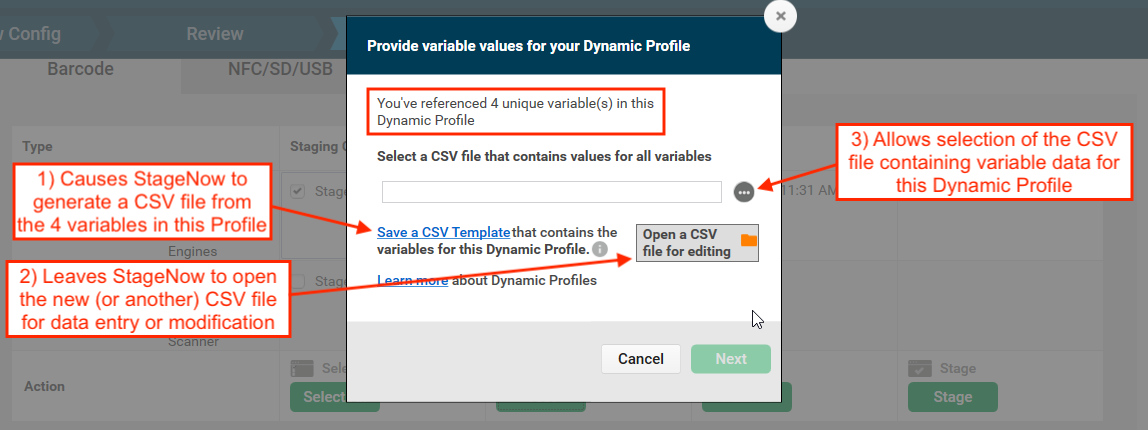 v Config
Review
Barcode
NFC/SD/USB
Provide variable values for your Dynamic Profile
You've referenced 4 unique variable(s) in this
Dynamic Profile
Select a CSV file that contains values for all variables
Type
Staging C
1) Causes StageNow to
generate a CSV file from
the 4 variables in this Profile
3) Allows selection of the CSV
file containing variable data for
this Dynamic Profile
Stag
11:31 AM
Save a CSV Template that contains the
variables for this Dynamic Profile.
Open a CSV
file for editing
Engines
2) Leaves StageNow to open
the new (or another) CSV file
for data entry or modification
Stag
Learn more about Dynamic Profiles
Scanner
Cancel
Next
Action
Sele
Stage
Select
Stage